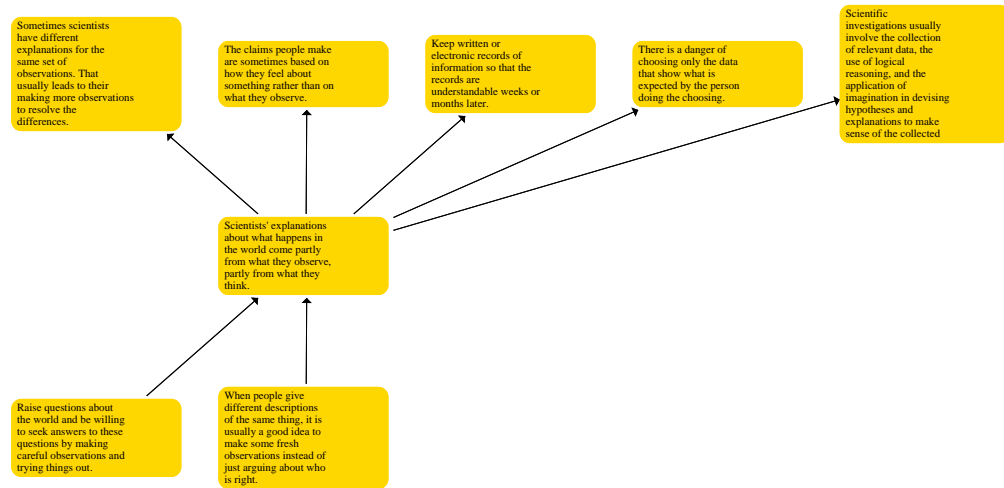 Sometimes scientists
have different
explanations for the
same set of
observations. That
usually leads to their
making more observations
to resolve the
differences.
The claims people make
are sometimes based on
how they feel about
something rather than on
what they observe.
Keep written or
electronic records of
information so that the
records are
understandable weeks or
months later.
There is a danger of
choosing only the data
that show what is
expected by the person
doing the choosing.
Scientific
investigations usually
involve the collection
of relevant data, the
use of logical
reasoning, and the
application of
imagination in devising
hypotheses and
explanations to make
sense of the collected
Scientists' explanations
about what happens in
the world come partly
from what they observe,
partly from what they
think.
Raise questions about
the world and be willing
to seek answers to these
questions by making
careful observations and
trying things out.
When people give
different descriptions
of the same thing, it is
usually a good idea to
make some fresh
observations instead of
just arguing about who
is right.